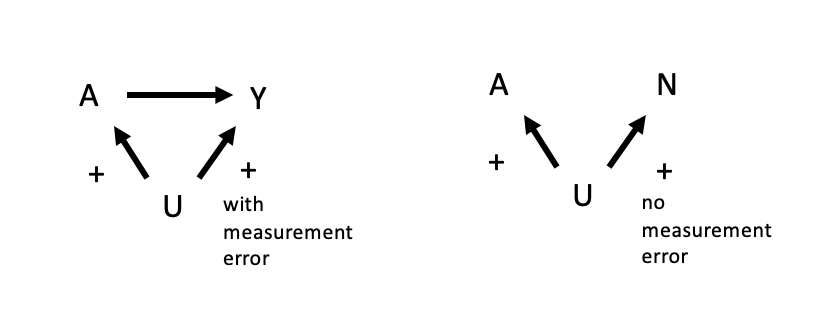 A Y
+ +
U
with
measurement
error
A N
+ +
U
no
measurement
error